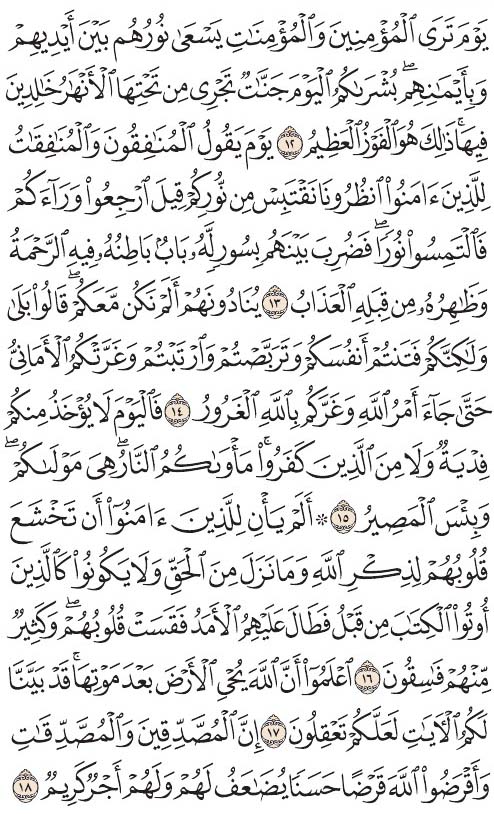 يَوْمَ تَرَى ٱلْمُؤْمِنِينَ وَٱلْمُؤْمِنَٰتِ يَسْعَىٰ نُورُهُم بَيْنَ أَيْدِيهِمْ
وَبِأَيْمَٰنِهِمۖ بُشْرَىٰكُمُ ٱلْيَوْمَ جَنَّٰتٌ تَجْرِى مِن تَحْتِهَا ٱلْأَنْهَٰرُ خَٰلِدِينَ
فِيهَاۚ ذَٰلِكَ هُوَ ٱلْفَوْزُ ٱلْعَظِيمُ ١٢ يَوْمَ يَقُولُ ٱلْمُنَٰفِقُونَ وَٱلْمُنَٰفِقَٰتُ
لِلَّذِينَ ءَامَنُوا۟ ٱنظُرُونَا نَقْتَبِسْ مِن نُّورِكُمْ قِيلَ ٱرْجِعُوا۟ وَرَآءَكُمْ
فَٱلْتَمِسُوا۟ نُورًاۖ فَضُرِبَ بَيْنَهُم بِسُورٍ لَّهُۥ بَابٌۢ بَاطِنُهُۥ فِيهِ ٱلرَّحْمَةُ
وَظَٰهِرُهُۥ مِن قِبَلِهِ ٱلْعَذَابُ ١٣ يُنَادُونَهُمْ أَلَمْ نَكُن مَّعَكُمْۖ قَالُوا۟ بَلَىٰ
وَلَٰكِنَّكُمْ فَتَنتُمْ أَنفُسَكُمْ وَتَرَبَّصْتُمْ وَٱرْتَبْتُمْ وَغَرَّتْكُمُ ٱلْأَمَانِىُّ
حَتَّىٰ جَآءَ أَمْرُ ٱللَّهِ وَغَرَّكُم بِٱللَّهِ ٱلْغَرُورُ ١٤ فَٱلْيَوْمَ لَا يُؤْخَذُ مِنكُمْ
فِدْيَةٌ وَلَا مِنَ ٱلَّذِينَ كَفَرُوا۟ۚ مَأْوَىٰكُمُ ٱلنَّارُۖ هِىَ مَوْلَىٰكُمْۖ
وَبِئْسَ ٱلْمَصِيرُ ١٥ ۞ أَلَمْ يَأْنِ لِلَّذِينَ ءَامَنُوٓا۟ أَن تَخْشَعَ
قُلُوبُهُمْ لِذِكْرِ ٱللَّهِ وَمَا نَزَلَ مِنَ ٱلْحَقِّ وَلَا يَكُونُوا۟ كَٱلَّذِينَ
أُوتُوا۟ ٱلْكِتَٰبَ مِن قَبْلُ فَطَالَ عَلَيْهِمُ ٱلْأَمَدُ فَقَسَتْ قُلُوبُهُمْۖ وَكَثِيرٌ
مِّنْهُمْ فَٰسِقُونَ ١٦ ٱعْلَمُوٓا۟ أَنَّ ٱللَّهَ يُحْىِ ٱلْأَرْضَ بَعْدَ مَوْتِهَاۚ قَدْ بَيَّنَّا
لَكُمُ ٱلْءَايَٰتِ لَعَلَّكُمْ تَعْقِلُونَ ١٧ إِنَّ ٱلْمُصَّدِّقِينَ وَٱلْمُصَّدِّقَٰتِ
وَأَقْرَضُوا۟ ٱللَّهَ قَرْضًا حَسَنًا يُضَٰعَفُ لَهُمْ وَلَهُمْ أَجْرٌ كَرِيمٌ ١٨